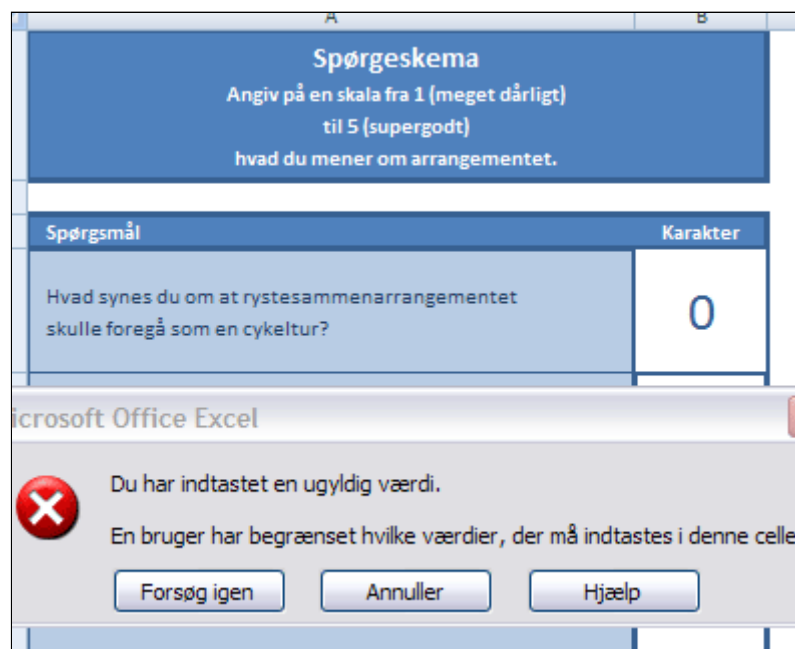 A B
Spørgeskema
Angiv på en skala fra 1 (meget dårligt)
til 5 (supergodt)
hvad du mener om arrangementet.
Spørgsmål Karakter
Hvad synes du om at rystesammenarrangementet
skulle foregå som en cykeltur?
0
icrosoft Office Excel
Du har indtastet en ugyldig værdi.
En bruger har begrænset hvilke værdier, der må indtastes i denne celle
Forsøg igen Annuller Hjælp